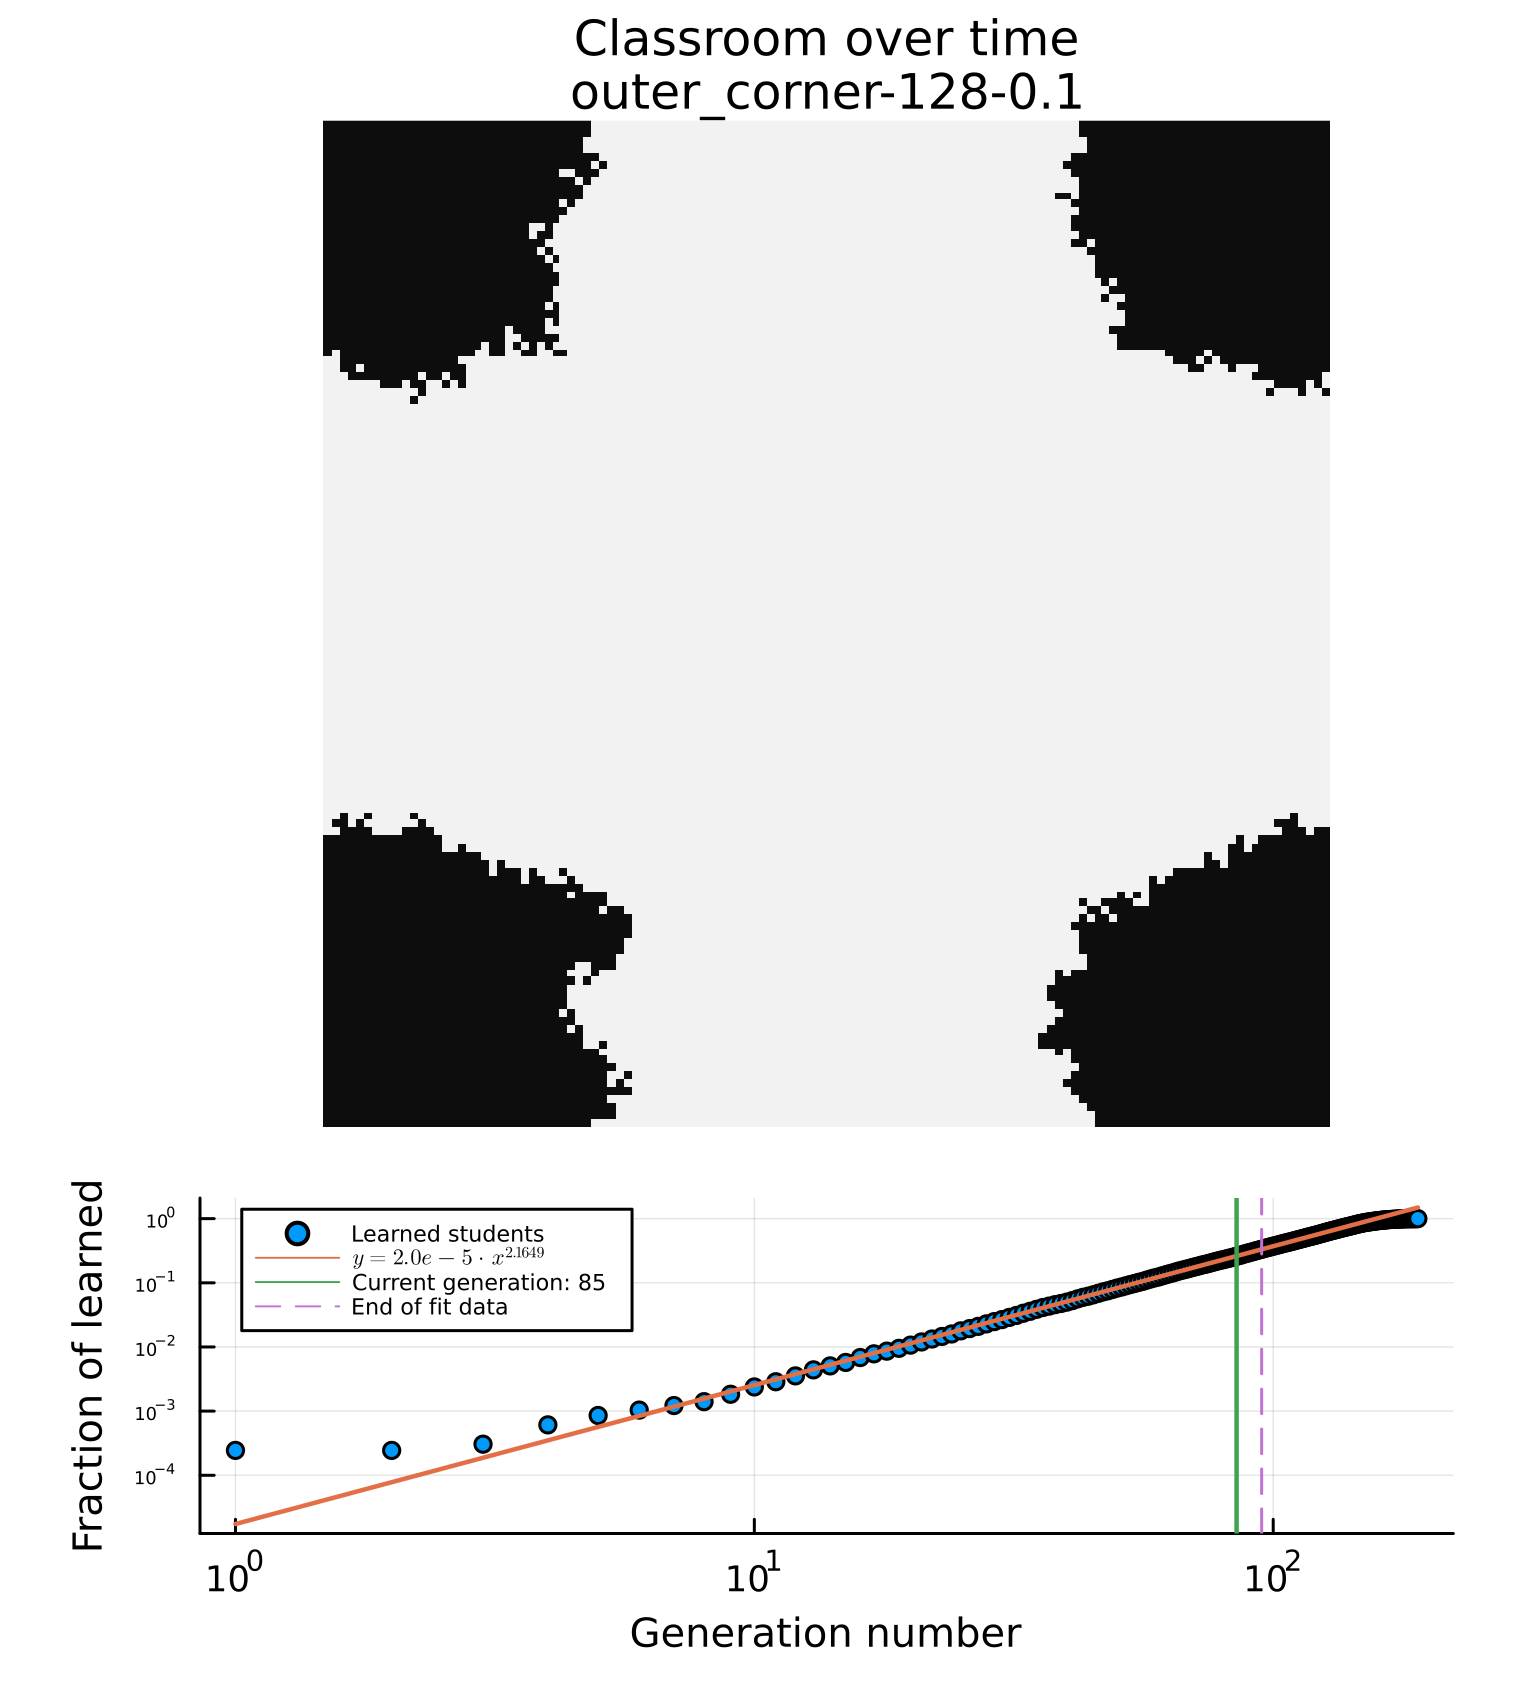 Classroom over time
outer_corner-128-0.1
Fraction of learned
10⁰
10⁻¹
10⁻²
10⁻³
10⁻⁴
Learned students
y = 2.0e − 5 · x^2.1649
Current generation: 85
End of fit data
10⁰ 10¹ 10²
Generation number